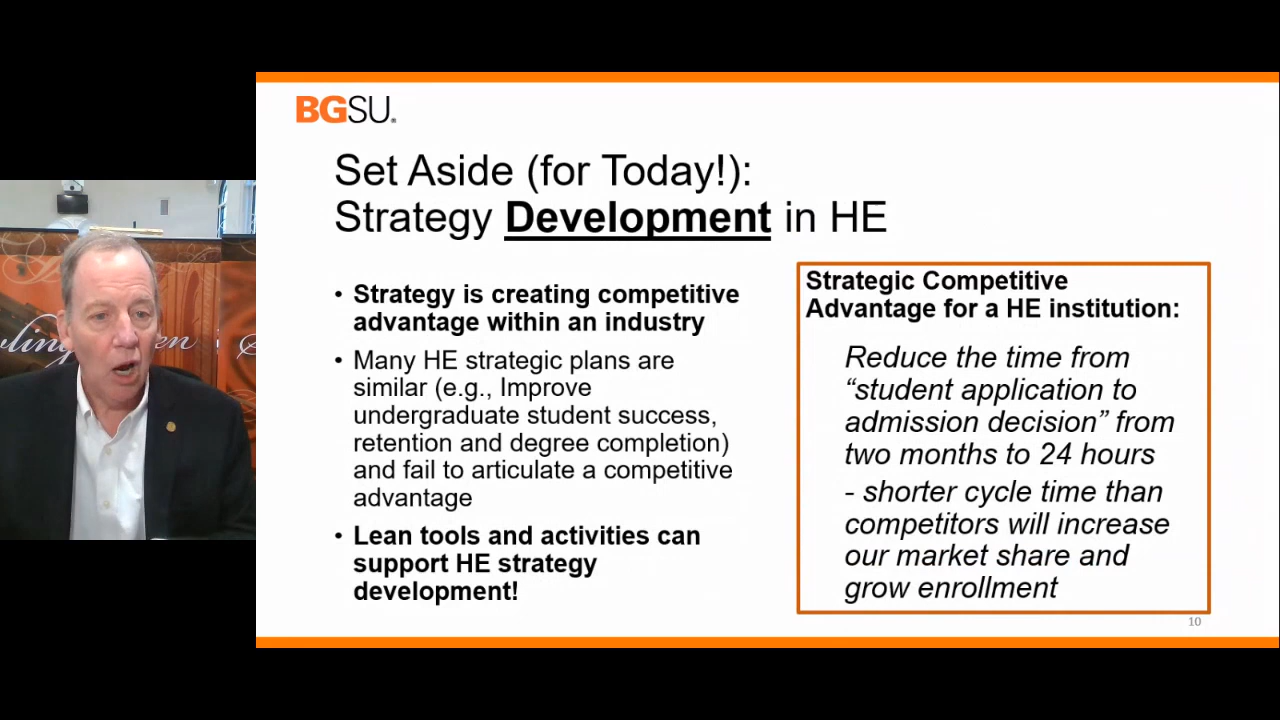 BGSU.
Set Aside (for Today!):
Strategy Development in HE
• Strategy is creating competitive
advantage within an industry
• Many HE strategic plans are
similar (e.g., Improve
undergraduate student success,
retention and degree completion)
and fail to articulate a competitive
advantage
• Lean tools and activities can
support HE strategy
development!
Strategic Competitive
Advantage for a HE institution:
Reduce the time from
“student application to
admission decision” from
two months to 24 hours
- shorter cycle time than
competitors will increase
our market share and
grow enrollment
10